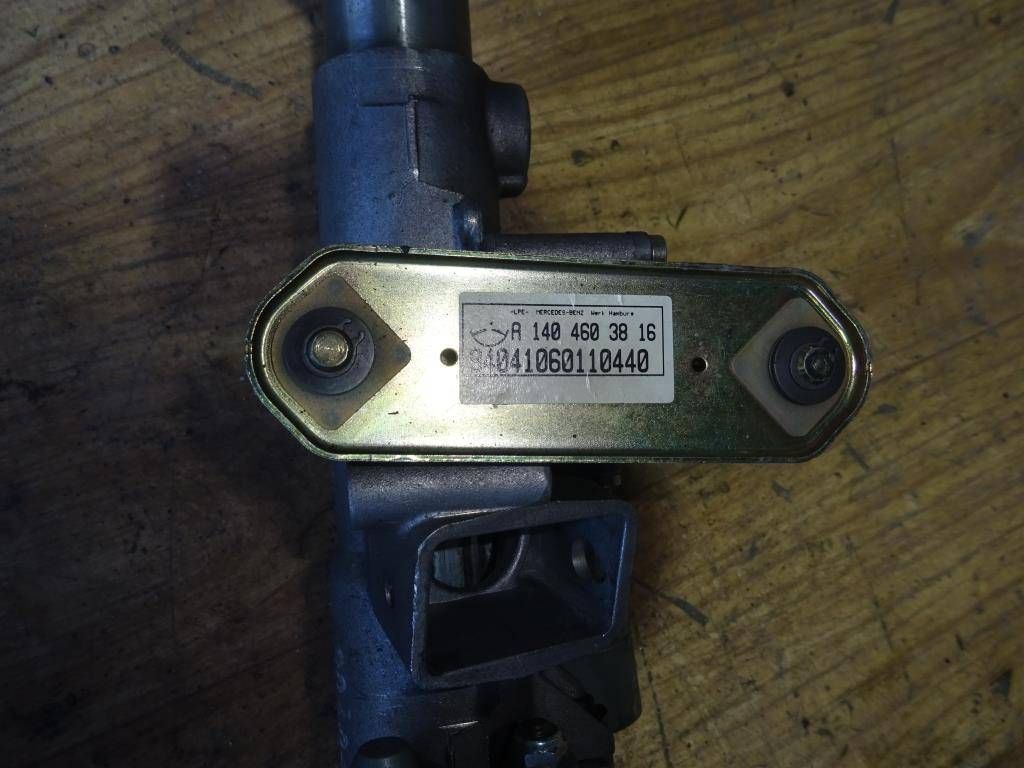 -LPE- MERCEDES-BENZ Werk Hamburg
A 140 460 38 16
94041060110440